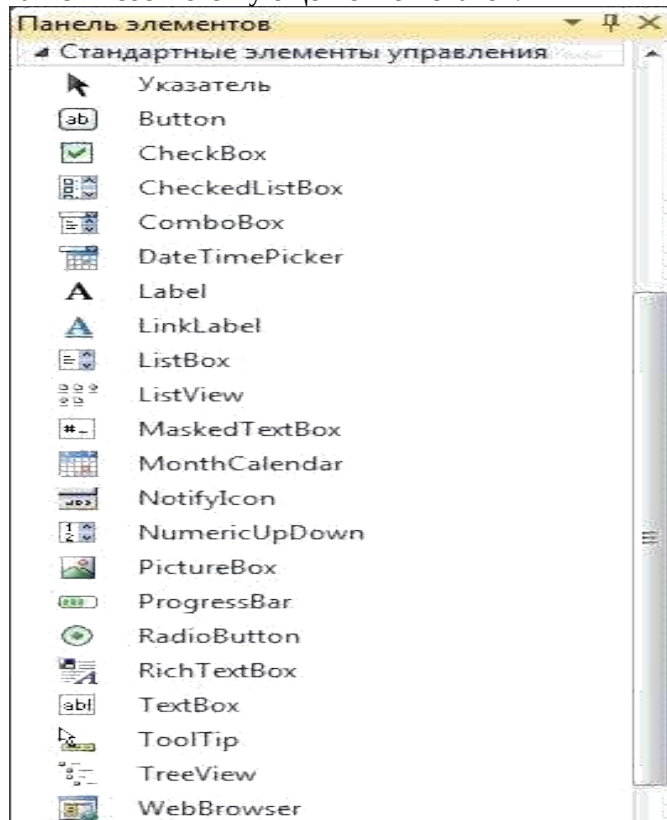 Панель элементов
Стандартные элементы управления
Указатель
Button
CheckBox
CheckedListBox
ComboBox
DateTimePicker
Label
LinkLabel
ListBox
ListView
MaskedTextBox
MonthCalendar
NotifyIcon
NumericUpDown
PictureBox
ProgressBar
RadioButton
RichTextBox
TextBox
ToolTip
TreeView
WebBrowser